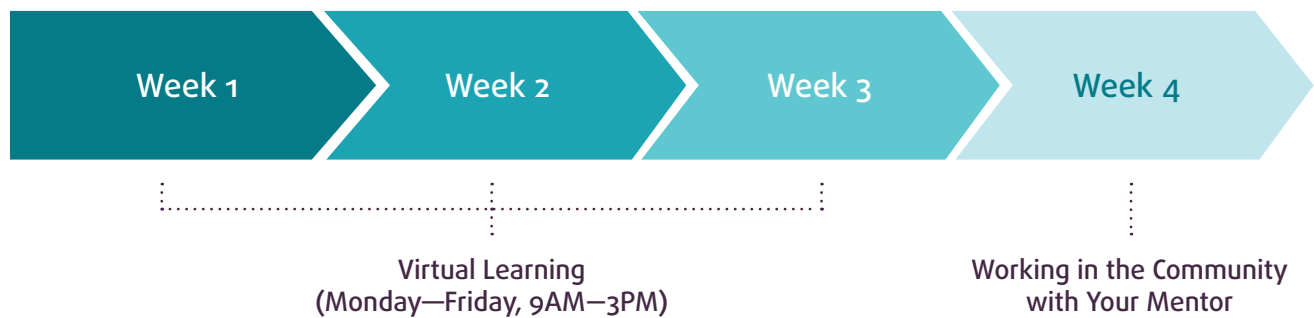 Week 1
Week 2
Week 3
Week 4
Virtual Learning
(Monday—Friday, 9AM—3PM)
Working in the Community
with Your Mentor